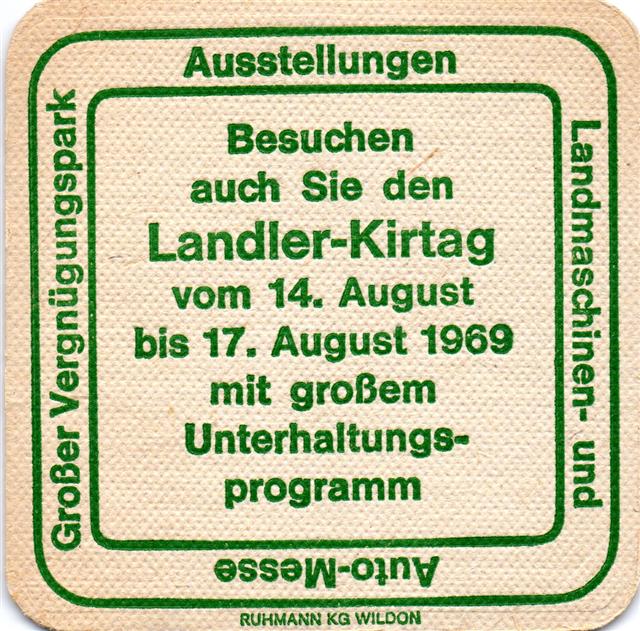 Ausstellungen
Landmaschinen- und
Auto-Messe
Großer Vergnügungspark
Besuchen
auch Sie den
Landler-Kirtag
vom 14. August
bis 17. August 1969
mit großem
Unterhaltungs-
programm
RUHMANN KG WILDON